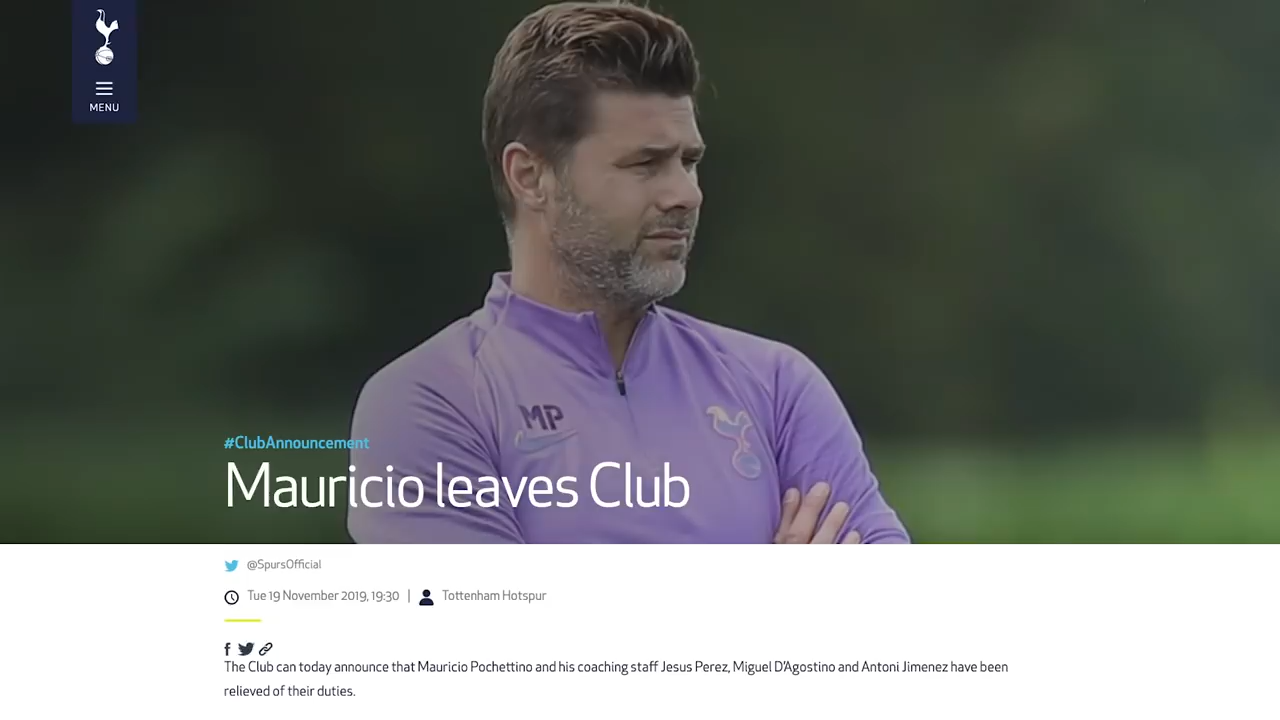 MENU
MP
#ClubAnnouncement
Mauricio leaves Club
@SpursOfficial
Tue 19 November 2019, 19:30 | Tottenham Hotspur
The Club can today announce that Mauricio Pochettino and his coaching staff Jesus Perez, Miguel D'Agostino and Antoni Jimenez have been
relieved of their duties.